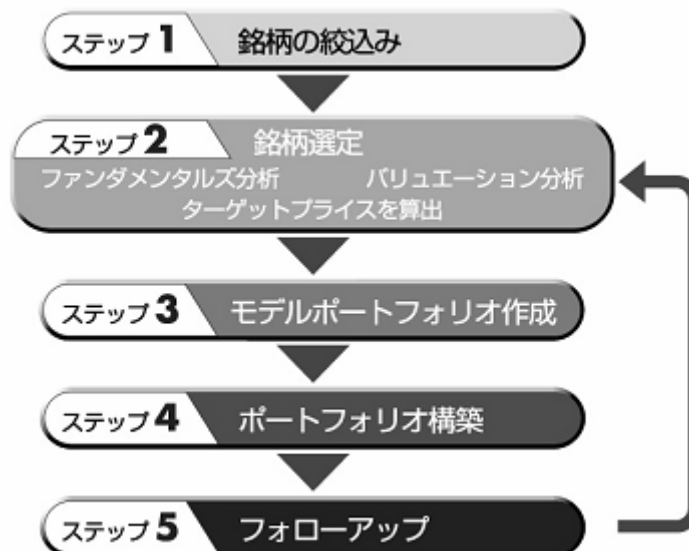 ステップ 1 銘柄の絞込み
ステップ 2 銘柄選定
ファンダメンタルズ分析 バリュエーション分析
ターゲットプライスを算出
ステップ 3 モデルポートフォリオ作成
ステップ 4 ポートフォリオ構築
ステップ 5 フォローアップ